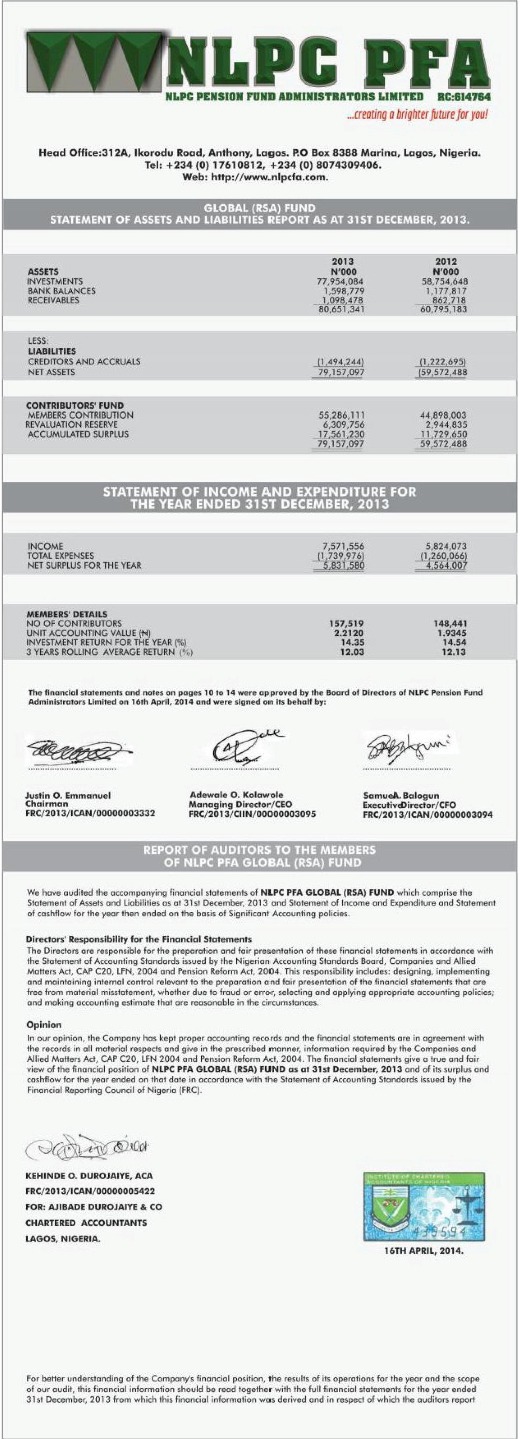 NLPC PFA
NLPC PENSION FUND ADMINISTRATORS LIMITED RC:614764
...creating a brighter future for you!
Head Office:312A, Ikorodu Road, Anthony, Lagos. P.O Box 8388 Marina, Lagos, Nigeria.
Tel: +234 (0) 17610812, +234 (0) 8074309406.
Web: http://www.nlpcfa.com.
GLOBAL (RSA) FUND
STATEMENT OF ASSETS AND LIABILITIES REPORT AS AT 31ST DECEMBER, 2013.
2013 2012
ASSETS N'000 N'000
INVESTMENTS 77,954,084 58,754,648
BANK BALANCES 1,598,779 1,177,817
RECEIVABLES 1,098,478 862,718
80,651,341 60,795,183
LESS:
LIABILITIES
CREDITORS AND ACCRUALS (1,494,244) (1,222,695)
NET ASSETS 79,157,097 (59,572,488
CONTRIBUTORS' FUND
MEMBERS CONTRIBUTION 55,286,111 44,898,003
REVALUATION RESERVE 6,309,756 2,944,835
ACCUMULATED SURPLUS 17,561,230 11,729,650
79,157,097 59,572,488
STATEMENT OF INCOME AND EXPENDITURE FOR
THE YEAR ENDED 31ST DECEMBER, 2013
INCOME 7,571,556 5,824,073
TOTAL EXPENSES (1,739,976) (1,260,066)
NET SURPLUS FOR THE YEAR 5,831,580 4,564,007
MEMBERS' DETAILS
NO OF CONTRIBUTORS 157,519 148,441
UNIT ACCOUNTING VALUE (₦) 2.2120 1.9345
INVESTMENT RETURN FOR THE YEAR (%) 14.35 14.54
3 YEARS ROLLING AVERAGE RETURN (%) 12.03 12.13
The financial statements and notes on pages 10 to 14 were approved by the Board of Directors of NLPC Pension Fund
Administrators Limited on 16th April, 2014 and were signed on its behalf by:
Justin O. Emmanuel
Chairman
FRC/2013/ICAN/00000003332
Adewale O. Kolawole
Managing Director/CEO
FRC/2013/CIIN/00000003095
SamuelA. Balogun
ExecutiveDirector/CFO
FRC/2013/ICAN/00000003094
REPORT OF AUDITORS TO THE MEMBERS
OF NLPC PFA GLOBAL (RSA) FUND
We have audited the accompanying financial statements of NLPC PFA GLOBAL (RSA) FUND which comprise the
Statement of Assets and Liabilities as at 31st December, 2013 and Statement of Income and Expenditure and Statement
of cashflow for the year then ended on the basis of Significant Accounting policies.
Directors' Responsibility for the Financial Statements
The Directors are responsible for the preparation and fair presentation of these financial statements in accordance with
the Statement of Accounting Standards issued by the Nigerian Accounting Standards Board, Companies and Allied
Matters Act, CAP C20, LFN, 2004 and Pension Reform Act, 2004. This responsibility includes: designing, implementing
and maintaining internal control relevant to the preparation and fair presentation of the financial statements that are
free from material misstatement, whether due to fraud or error, selecting and applying appropriate accounting policies;
and making accounting estimate that are reasonable in the circumstances.
Opinion
In our opinion, the Company has kept proper accounting records and the financial statements are in agreement with
the records in all material respects and give in the prescribed manner, information required by the Companies and
Allied Matters Act, CAP C20, LFN 2004 and Pension Reform Act, 2004. The financial statements give a true and fair
view of the financial position of NLPC PFA GLOBAL (RSA) FUND as at 31st December, 2013 and of its surplus and
cashflow for the year ended on that date in accordance with the Statement of Accounting Standards issued by the
Financial Reporting Council of Nigeria (FRC).
KEHINDE O. DUROJAIYE, ACA
FRC/2013/ICAN/00000005422
FOR: AJIBADE DUROJAIYE & CO
CHARTERED ACCOUNTANTS
LAGOS, NIGERIA.
INSTITUTE OF CHARTERED
ACCOUNTANTS OF NIGERIA
16TH APRIL, 2014.
For better understanding of the Company's financial position, the results of its operations for the year and the scope
of our audit, this financial information should be read together with the full financial statements for the year ended
31st December, 2013 from which this financial information was derived and in respect of which the auditors report